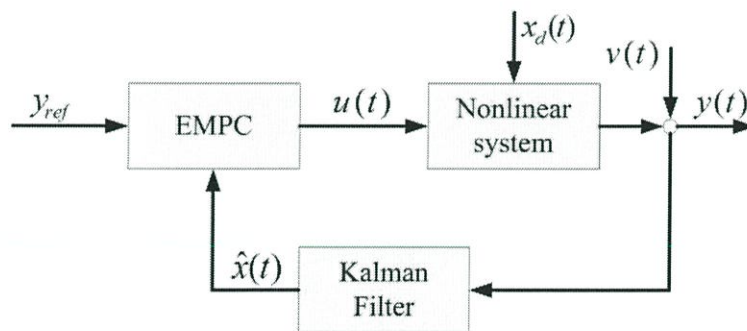 x_d(t)
v(t)
y_ref
EMPC
u(t)
Nonlinear
system
y(t)
x̂(t)
Kalman
Filter